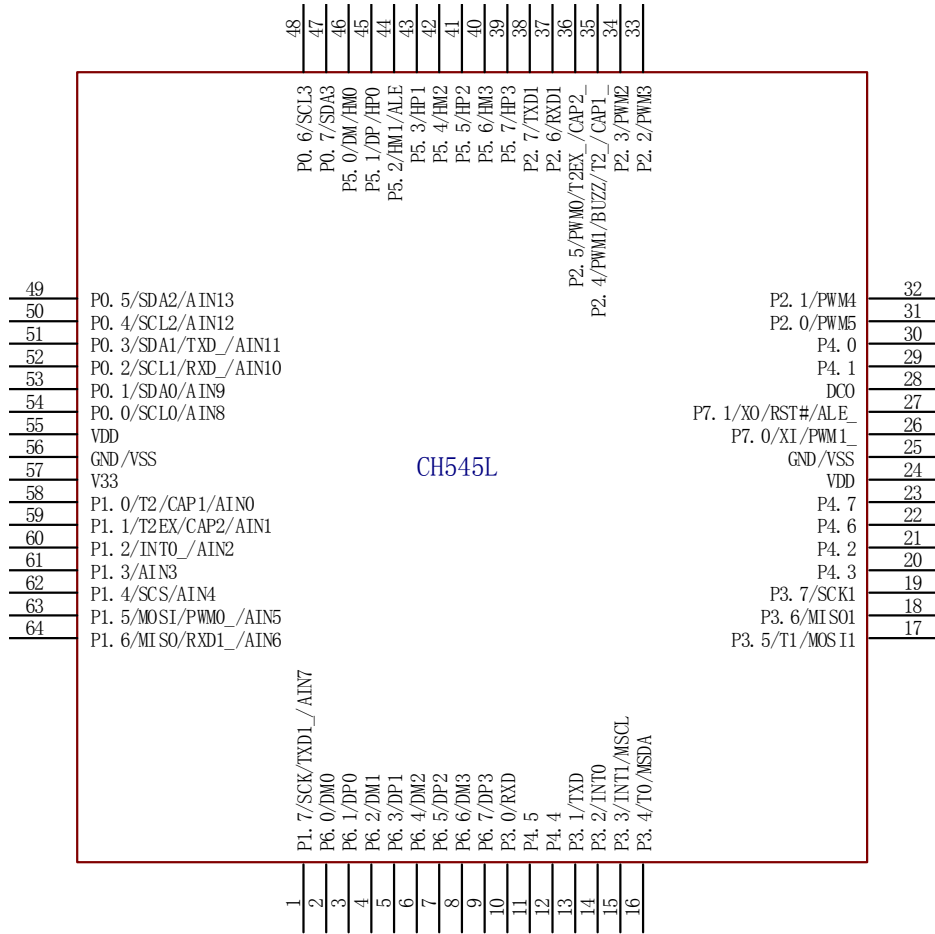 48
47
46
45
44
43
42
41
40
39
38
37
36
35
34
33
P0.6/SCL3
P0.7/SDA3
P5.0/DM/HM0
P5.1/DP/HP0
P5.2/HM1/ALE
P5.3/HP1
P5.4/HM2
P5.5/HP2
P5.6/HM3
P5.7/HP3
P2.7/TXD1
P2.6/RXD1
P2.5/PWM0/T2EX_/CAP2_
P2.4/PWM1/BUZZ/T2_/CAP1_
P2.3/PWM2
P2.2/PWM3
49 P0.5/SDA2/AIN13
50 P0.4/SCL2/AIN12
51 P0.3/SDA1/TXD_/AIN11
52 P0.2/SCL1/RXD_/AIN10
53 P0.1/SDA0/AIN9
54 P0.0/SCL0/AIN8
55 VDD
56 GND/VSS
57 V33
58 P1.0/T2/CAP1/AIN0
59 P1.1/T2EX/CAP2/AIN1
60 P1.2/INT0_/AIN2
61 P1.3/AIN3
62 P1.4/SCS/AIN4
63 P1.5/MOSI/PWM0_/AIN5
64 P1.6/MISO/RXD1_/AIN6
CH545L
P2.1/PWM4 32
P2.0/PWM5 31
P4.0 30
P4.1 29
DCO 28
P7.1/XO/RST#/ALE_ 27
P7.0/XI/PWM1_ 26
GND/VSS 25
VDD 24
P4.7 23
P4.6 22
P4.2 21
P4.3 20
P3.7/SCK1 19
P3.6/MISO1 18
P3.5/T1/MOSI1 17
P1.7/SCK/TXD1_/AIN7
P6.0/DM0
P6.1/DP0
P6.2/DM1
P6.3/DP1
P6.4/DM2
P6.5/DP2
P6.6/DM3
P6.7/DP3
P3.0/RXD
P4.5
P4.4
P3.1/TXD
P3.2/INT0
P3.3/INT1/MSCL
P3.4/T0/MSDA
1
2
3
4
5
6
7
8
9
10
11
12
13
14
15
16